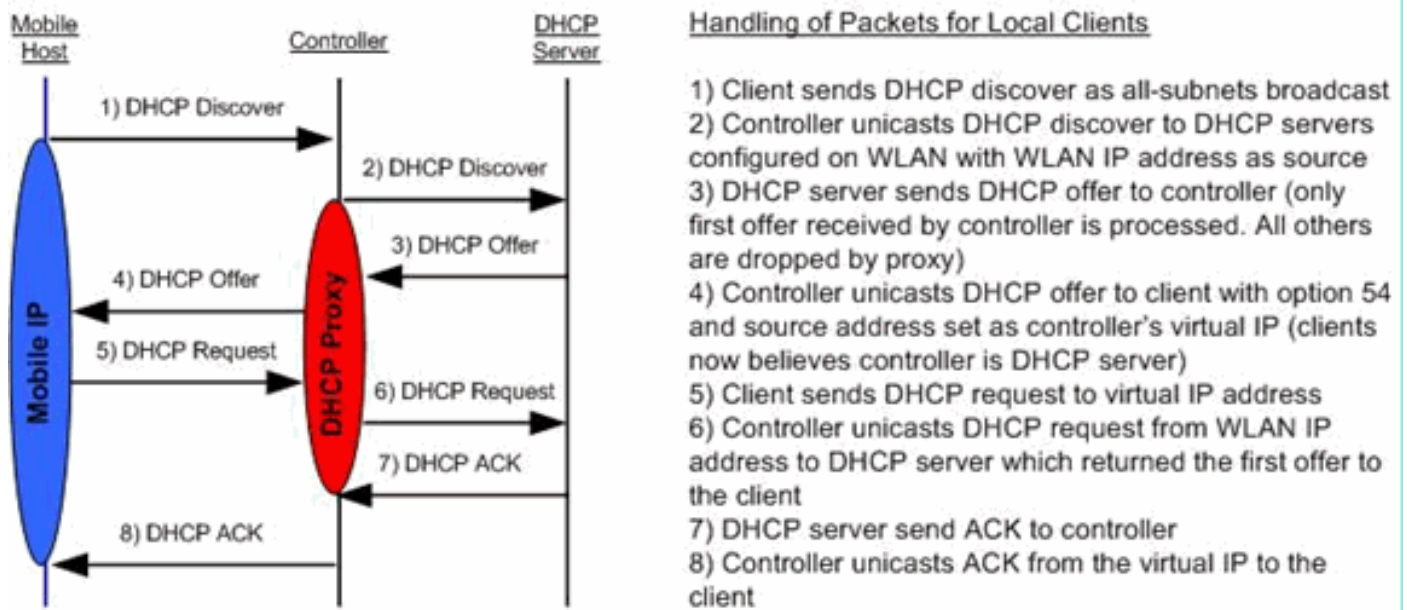 Mobile
Host
Controller
DHCP
Server
1) DHCP Discover
2) DHCP Discover
3) DHCP Offer
4) DHCP Offer
5) DHCP Request
6) DHCP Request
7) DHCP ACK
8) DHCP ACK
Mobile IP
DHCP Proxy
Handling of Packets for Local Clients
1) Client sends DHCP discover as all-subnets broadcast
2) Controller unicasts DHCP discover to DHCP servers
configured on WLAN with WLAN IP address as source
3) DHCP server sends DHCP offer to controller (only
first offer received by controller is processed. All others
are dropped by proxy)
4) Controller unicasts DHCP offer to client with option 54
and source address set as controller's virtual IP (clients
now believes controller is DHCP server)
5) Client sends DHCP request to virtual IP address
6) Controller unicasts DHCP request from WLAN IP
address to DHCP server which returned the first offer to
the client
7) DHCP server send ACK to controller
8) Controller unicasts ACK from the virtual IP to the
client